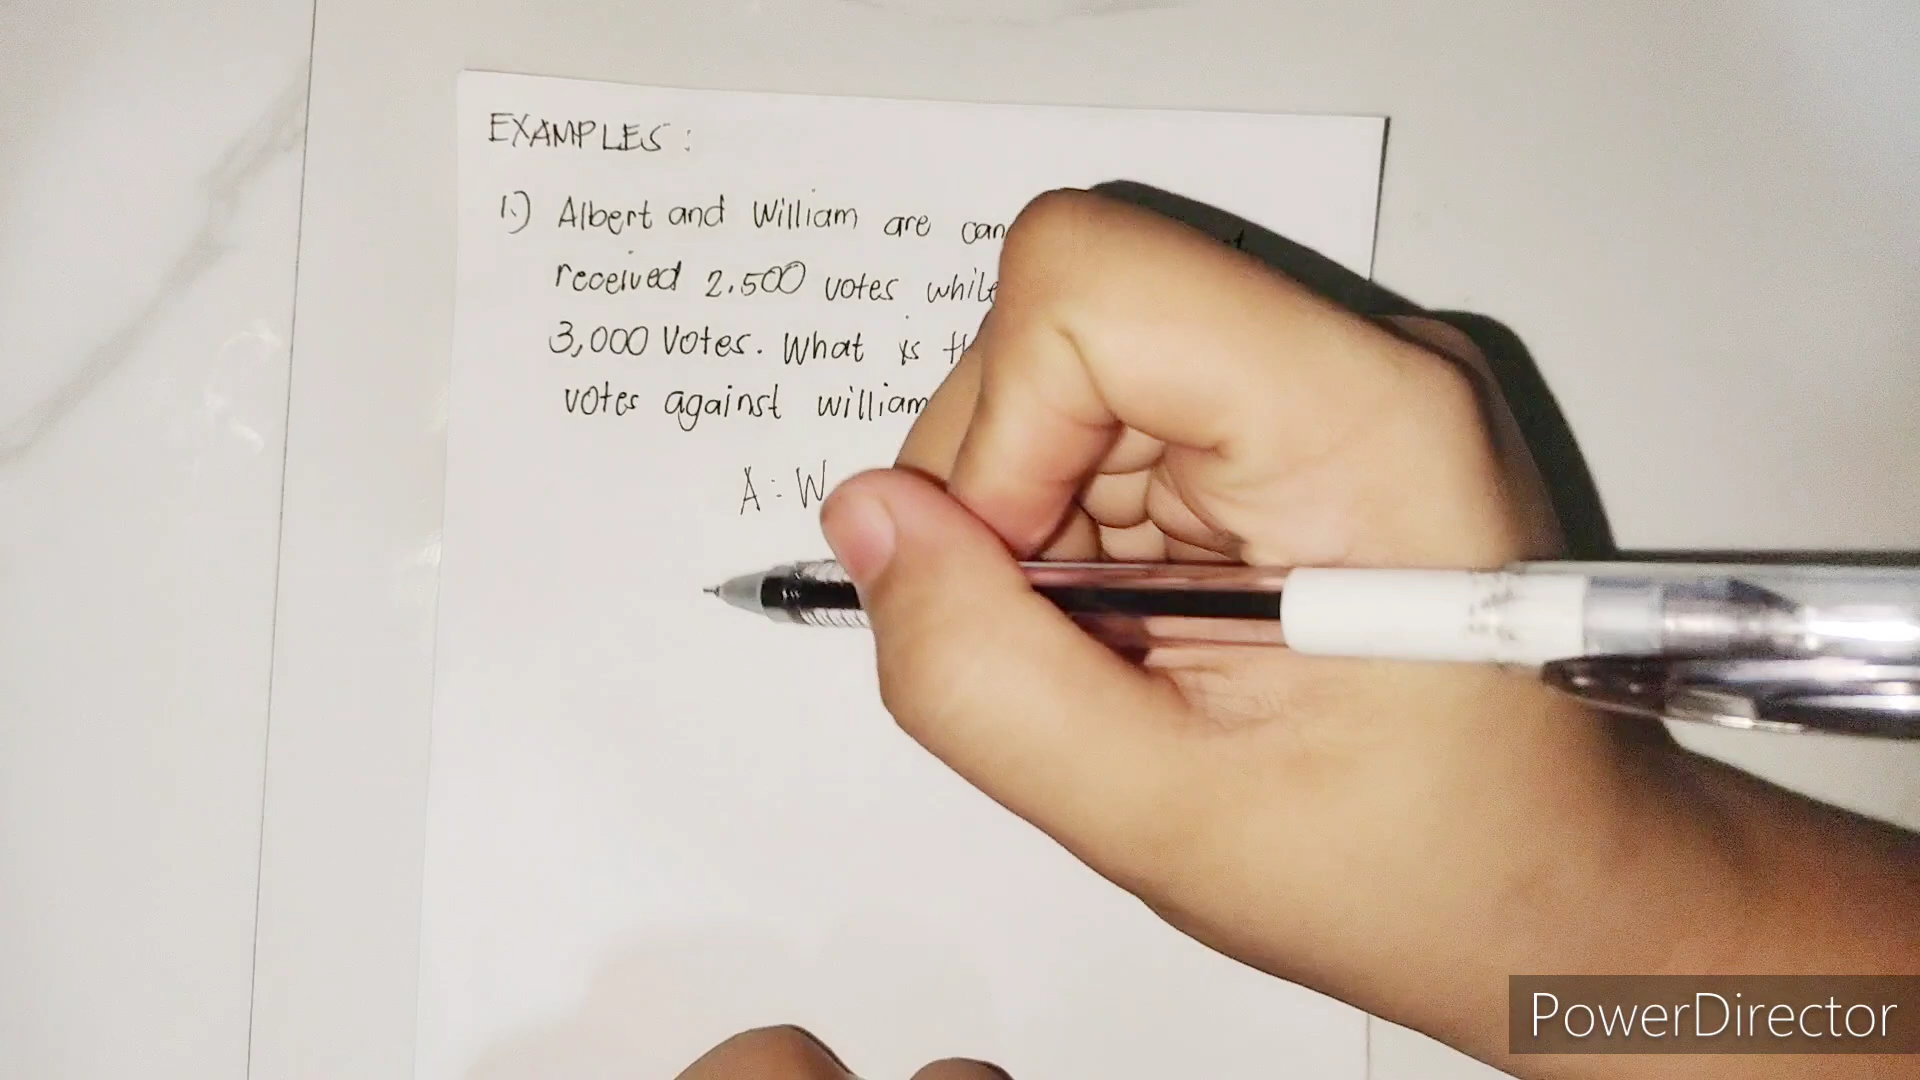 EXAMPLES :
1.) Albert and William are
received 2.500 votes
3,000 Votes. What is
votes against william
A : W
PowerDirector